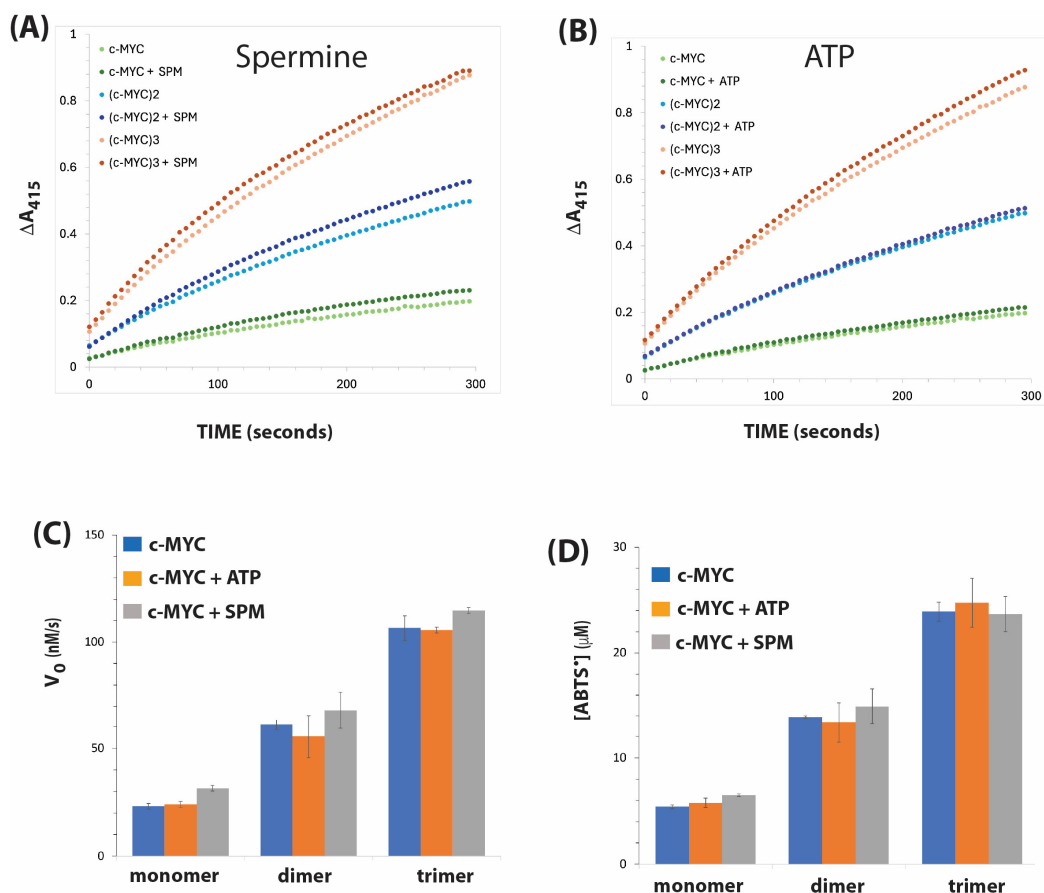 (A)
Spermine
c-MYC
c-MYC + SPM
(c-MYC)2
(c-MYC)2 + SPM
(c-MYC)3
(c-MYC)3 + SPM
1
0.8
0.6
0.4
0.2
0
ΔA415
0 100 200 300
TIME (seconds)
(B)
ATP
c-MYC
c-MYC + ATP
(c-MYC)2
(c-MYC)2 + ATP
(c-MYC)3
(c-MYC)3 + ATP
1
0.8
0.6
0.4
0.2
0
ΔA415
0 100 200 300
TIME (seconds)
(C)
c-MYC
c-MYC + ATP
c-MYC + SPM
150
100
50
0
V0 (nM/s)
monomer dimer trimer
(D)
c-MYC
c-MYC + ATP
c-MYC + SPM
30
20
10
0
[ABTS•] (μM)
monomer dimer trimer